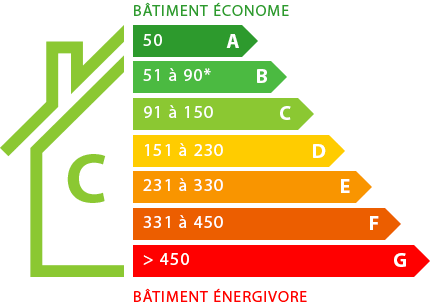 BÂTIMENT ÉCONOME
50 A
51 à 90* B
91 à 150 C
151 à 230 D
C
231 à 330 E
331 à 450 F
> 450 G
BÂTIMENT ÉNERGIVORE